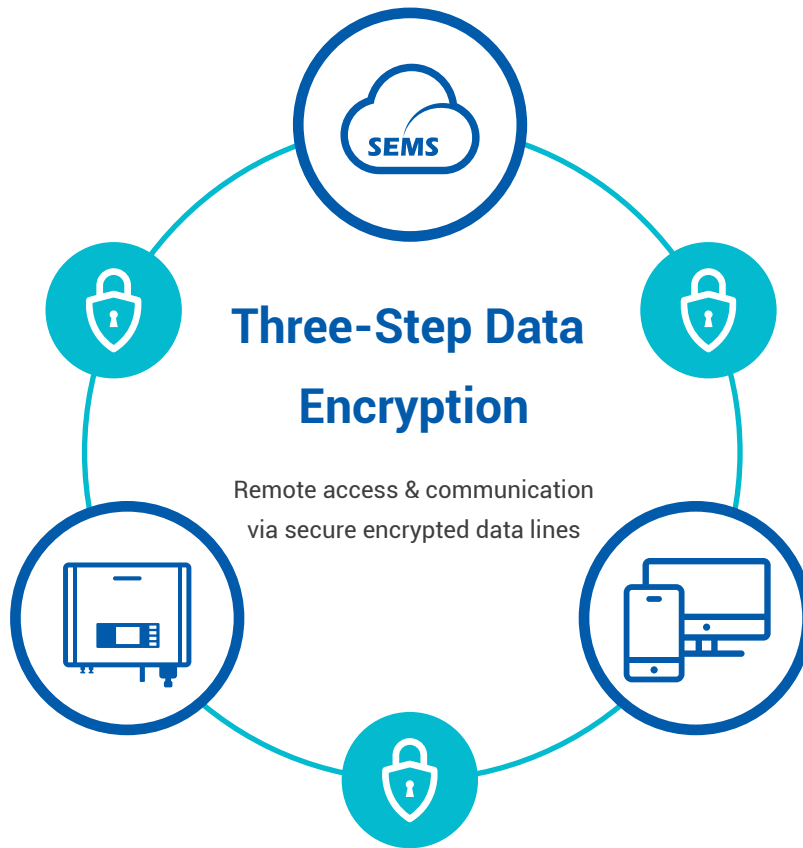 SEMS
Three-Step Data
Encryption
Remote access & communication
via secure encrypted data lines